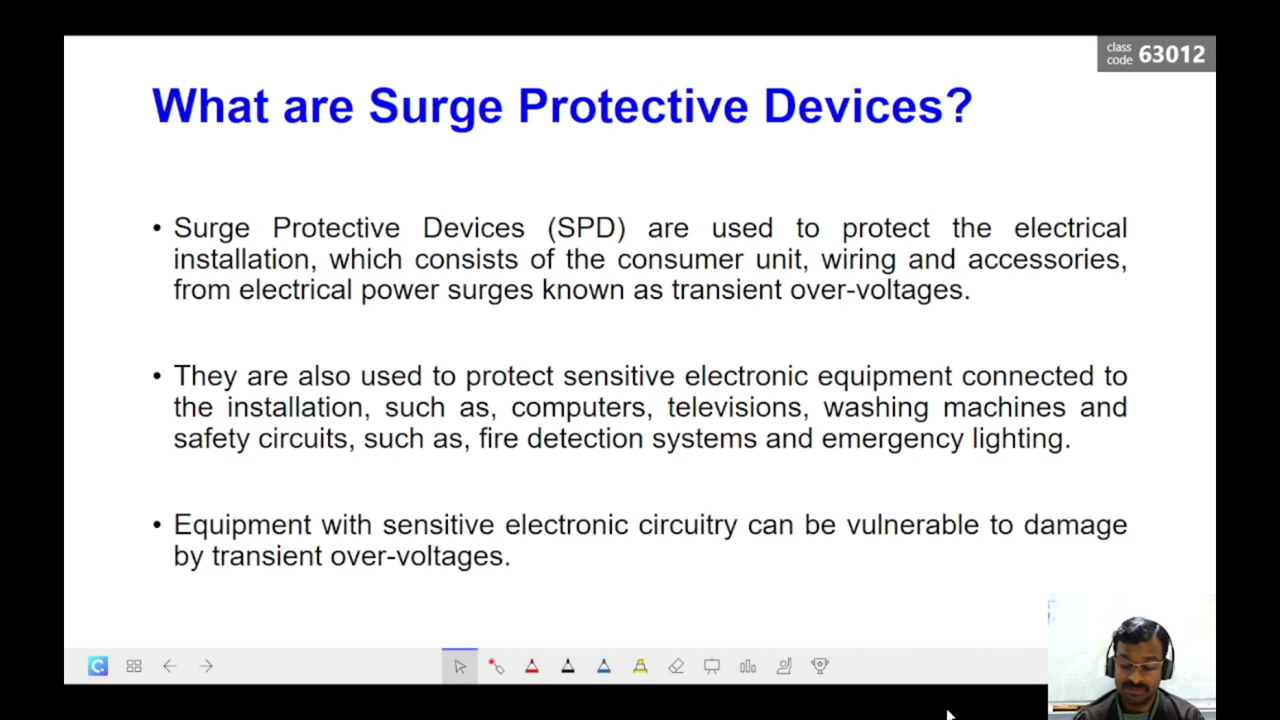 class
code 63012
What are Surge Protective Devices?
• Surge Protective Devices (SPD) are used to protect the electrical
installation, which consists of the consumer unit, wiring and accessories,
from electrical power surges known as transient over-voltages.
• They are also used to protect sensitive electronic equipment connected to
the installation, such as, computers, televisions, washing machines and
safety circuits, such as, fire detection systems and emergency lighting.
• Equipment with sensitive electronic circuitry can be vulnerable to damage
by transient over-voltages.